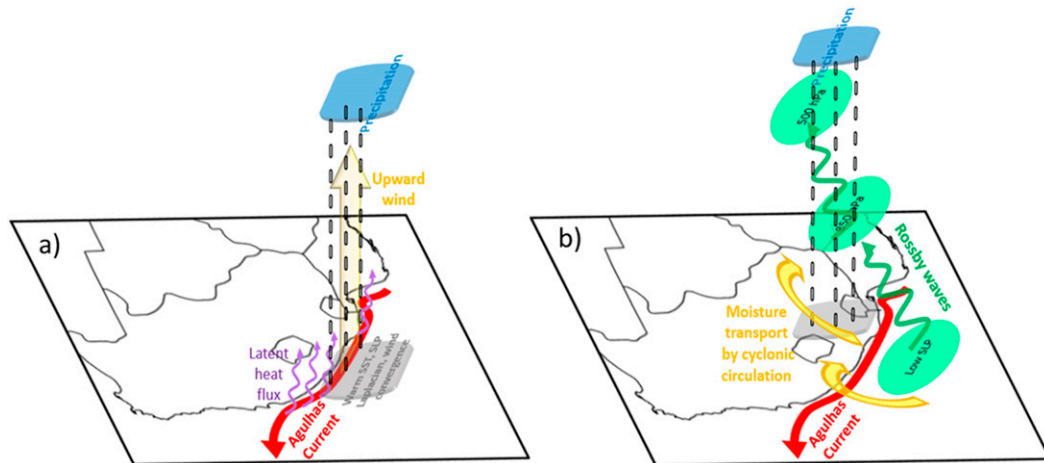 a)
Precipitation
Upward
wind
Latent
heat
flux
Warm SST, SLP
Laplacian, wind
convergence
Agulhas
Current
b)
Precipitation
500 hPa
850 hPa
Rossby waves
Low SLP
Moisture
transport
by cyclonic
circulation
Agulhas
Current